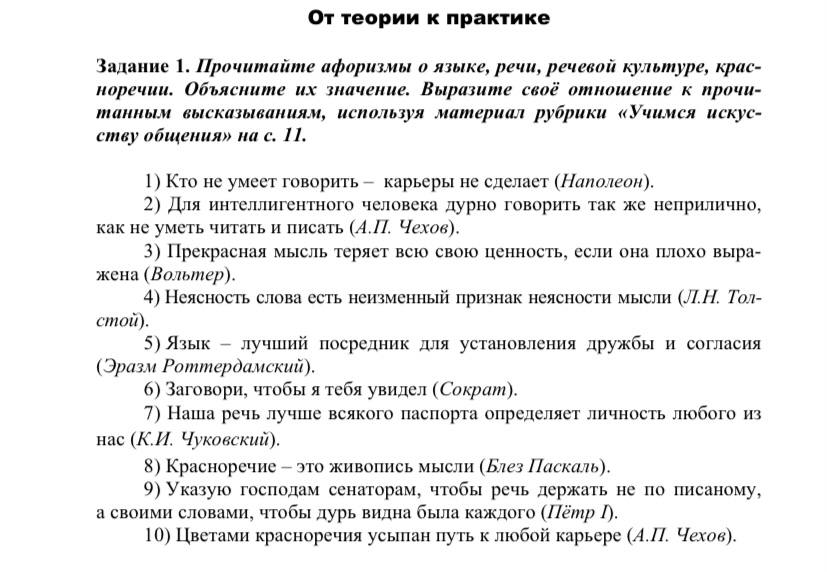 От теории к практике
Задание 1. Прочитайте афоризмы о языке, речи, речевой культуре, крас-
норечии. Объясните их значение. Выразите своё отношение к прочи-
танным высказываниям, используя материал рубрики «Учимся искус-
ству общения» на с. 11.
1) Кто не умеет говорить – карьеры не сделает (Наполеон).
2) Для интеллигентного человека дурно говорить так же неприлично,
как не уметь читать и писать (А.П. Чехов).
3) Прекрасная мысль теряет всю свою ценность, если она плохо выра-
жена (Вольтер).
4) Неясность слова есть неизменный признак неясности мысли (Л.Н. Тол-
стой).
5) Язык – лучший посредник для установления дружбы и согласия
(Эразм Роттердамский).
6) Заговори, чтобы я тебя увидел (Сократ).
7) Наша речь лучше всякого паспорта определяет личность любого из
нас (К.И. Чуковский).
8) Красноречие – это живопись мысли (Блез Паскаль).
9) Указую господам сенаторам, чтобы речь держать не по писаному,
а своими словами, чтобы дурь видна была каждого (Пётр I).
10) Цветами красноречия усыпан путь к любой карьере (А.П. Чехов).